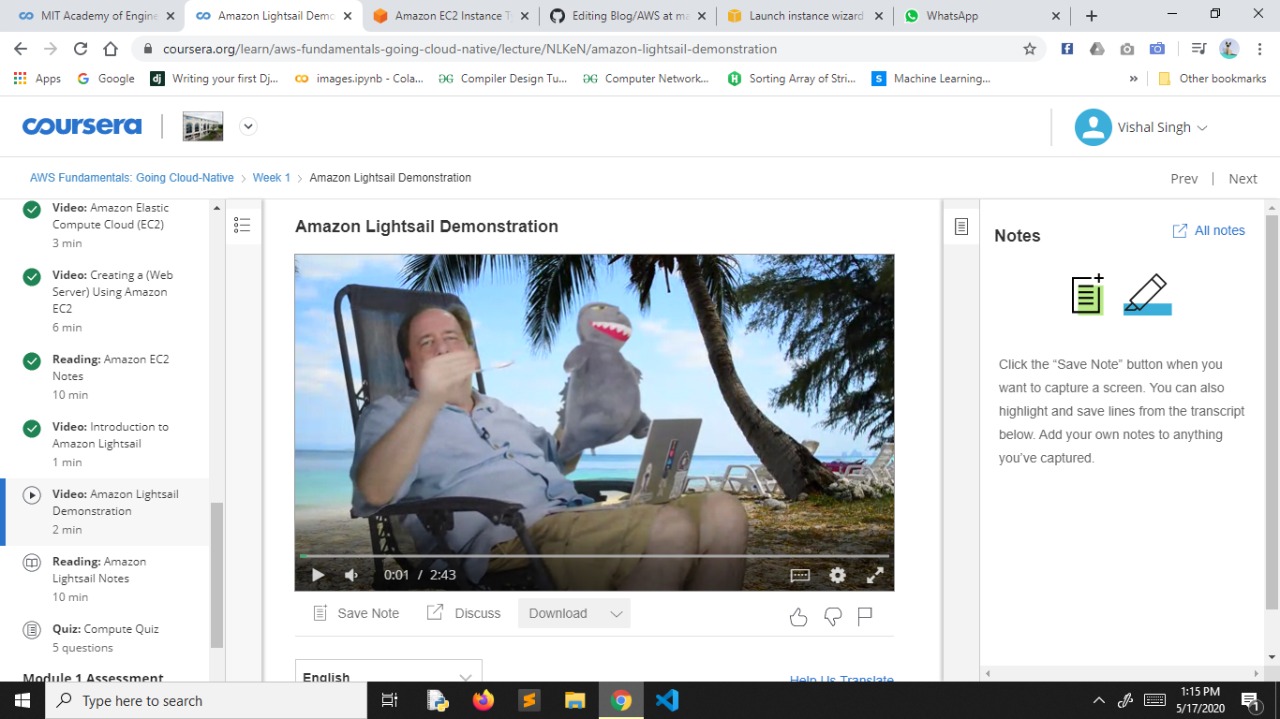 MIT Academy of Engine
Amazon Lightsail Demo
Amazon EC2 Instance Ty
Editing Blog/AWS at ma
Launch instance wizard
WhatsApp
coursera.org/learn/aws-fundamentals-going-cloud-native/lecture/NLKeN/amazon-lightsail-demonstration
Apps
Google
Writing your first Dj...
images.ipynb - Cola...
Compiler Design Tu...
Computer Network...
Sorting Array of Stri...
Machine Learning...
»
Other bookmarks
coursera
Vishal Singh
AWS Fundamentals: Going Cloud-Native > Week 1 > Amazon Lightsail Demonstration
Prev | Next
Video: Amazon Elastic
Compute Cloud (EC2)
3 min
Video: Creating a (Web
Server) Using Amazon
EC2
6 min
Reading: Amazon EC2
Notes
10 min
Video: Introduction to
Amazon Lightsail
1 min
Video: Amazon Lightsail
Demonstration
2 min
Reading: Amazon
Lightsail Notes
10 min
Quiz: Compute Quiz
5 questions
Module 1 Assessment
Amazon Lightsail Demonstration
0:01 / 2:43
Save Note
Discuss
Download
English
Help Us Translate
Notes
All notes
Click the “Save Note” button when you
want to capture a screen. You can also
highlight and save lines from the transcript
below. Add your own notes to anything
you’ve captured.
Type here to search
1:15 PM
5/17/2020
1